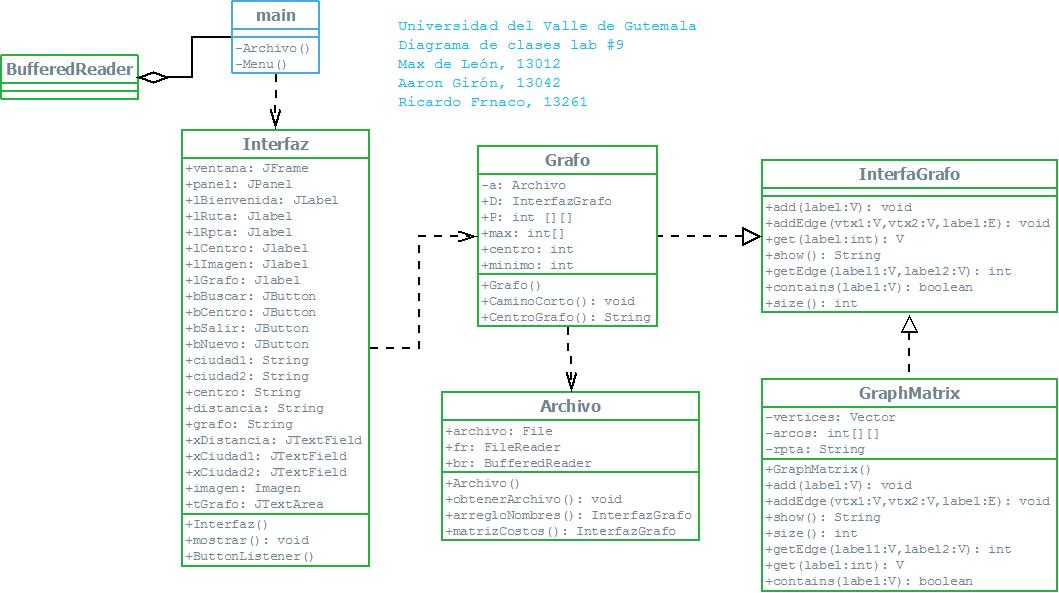 main
-Archivo()
-Menu()
BufferedReader
Universidad del Valle de Gutemala
Diagrama de clases lab #9
Max de León, 13012
Aaron Girón, 13042
Ricardo Frnaco, 13261
Interfaz
+ventana: JFrame
+panel: JPanel
+lBienvenida: JLabel
+lRuta: Jlabel
+lRpta: Jlabel
+lCentro: Jlabel
+lImagen: Jlabel
+lGrafo: Jlabel
+bBuscar: JButton
+bCentro: JButton
+bSalir: JButton
+bNuevo: JButton
+ciudad1: String
+ciudad2: String
+centro: String
+distancia: String
+grafo: String
+xDistancia: JTextField
+xCiudad1: JTextField
+xCiudad2: JTextField
+imagen: Imagen
+tGrafo: JTextArea
+Interfaz()
+mostrar(): void
+ButtonListener()
Grafo
-a: Archivo
+D: InterfazGrafo
+P: int [][]
+max: int[]
+centro: int
+minimo: int
+Grafo()
+CaminoCorto(): void
+CentroGrafo(): String
Archivo
+archivo: File
+fr: FileReader
+br: BufferedReader
+Archivo()
+obtenerArchivo(): void
+arregloNombres(): InterfazGrafo
+matrizCostos(): InterfazGrafo
InterfaGrafo
+add(label:V): void
+addEdge(vtx1:V,vtx2:V,label:E): void
+get(label:int): V
+show(): String
+getEdge(label1:V,label2:V): int
+contains(label:V): boolean
+size(): int
GraphMatrix
-vertices: Vector
-arcos: int[][]
-rpta: String
+GraphMatrix()
+add(label:V): void
+addEdge(vtx1:V,vtx2:V,label:E): void
+show(): String
+size(): int
+getEdge(label1:V,label2:V): int
+get(label:int): V
+contains(label:V): boolean